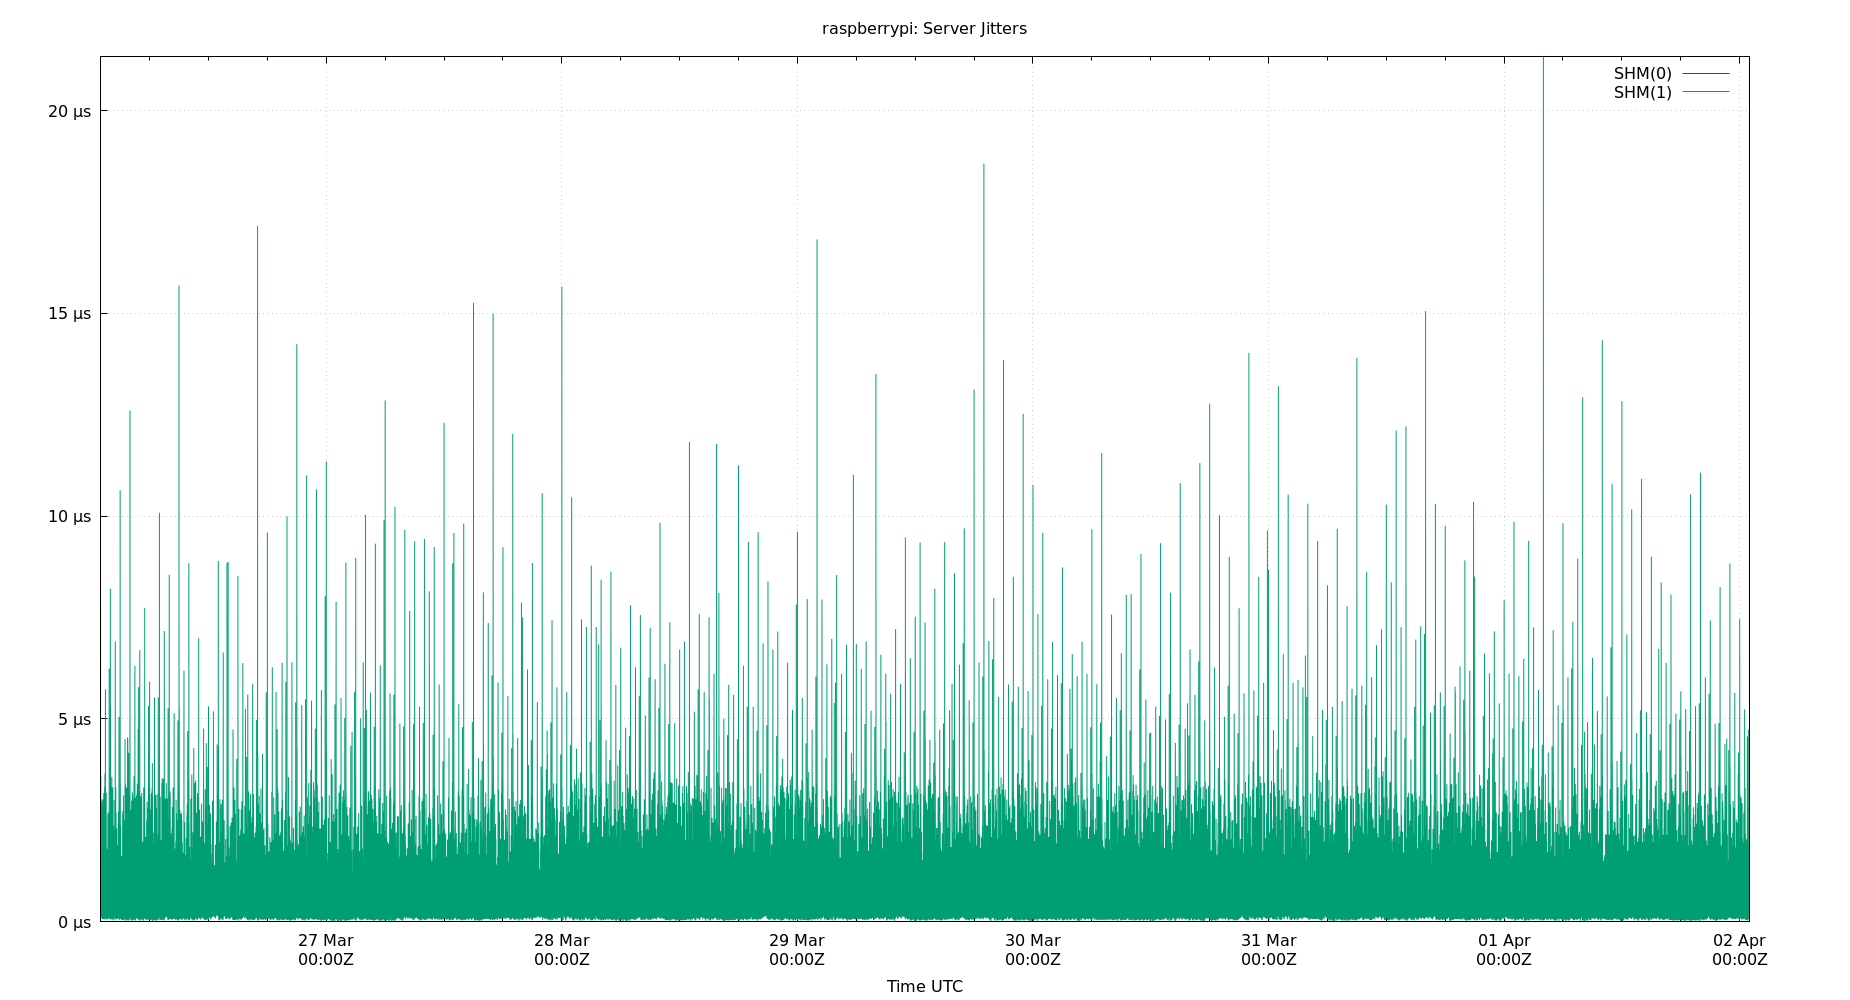 raspberrypi: Server Jitters
SHM(0)
SHM(1)
20 µs
15 µs
10 µs
5 µs
0 µs
27 Mar 28 Mar 29 Mar 30 Mar 31 Mar 01 Apr 02 Apr
00:00Z 00:00Z 00:00Z 00:00Z 00:00Z 00:00Z 00:00Z
Time UTC